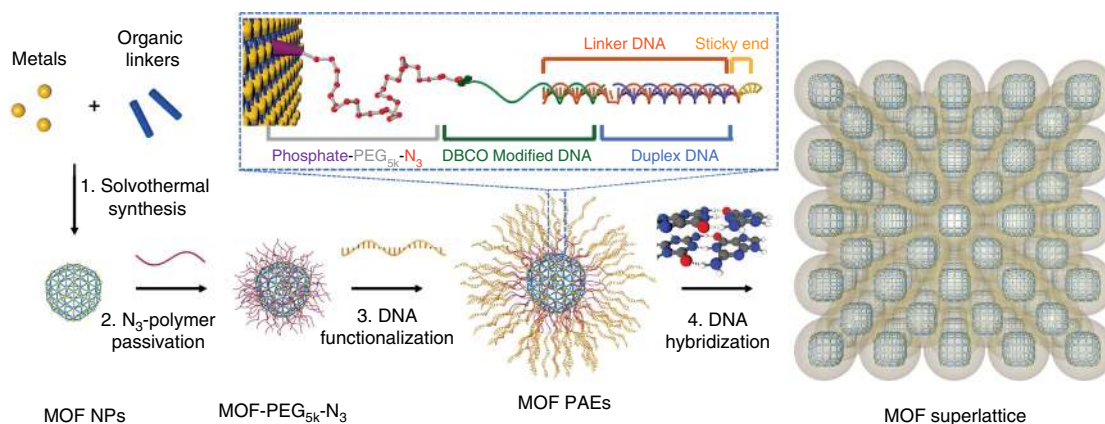 Metals
Organic
linkers
+
1. Solvothermal
synthesis
Linker DNA
Sticky end
Phosphate-PEG₅ₖ-N₃
DBCO Modified DNA
Duplex DNA
2. N₃-polymer
passivation
3. DNA
functionalization
4. DNA
hybridization
MOF NPs
MOF-PEG₅ₖ-N₃
MOF PAEs
MOF superlattice